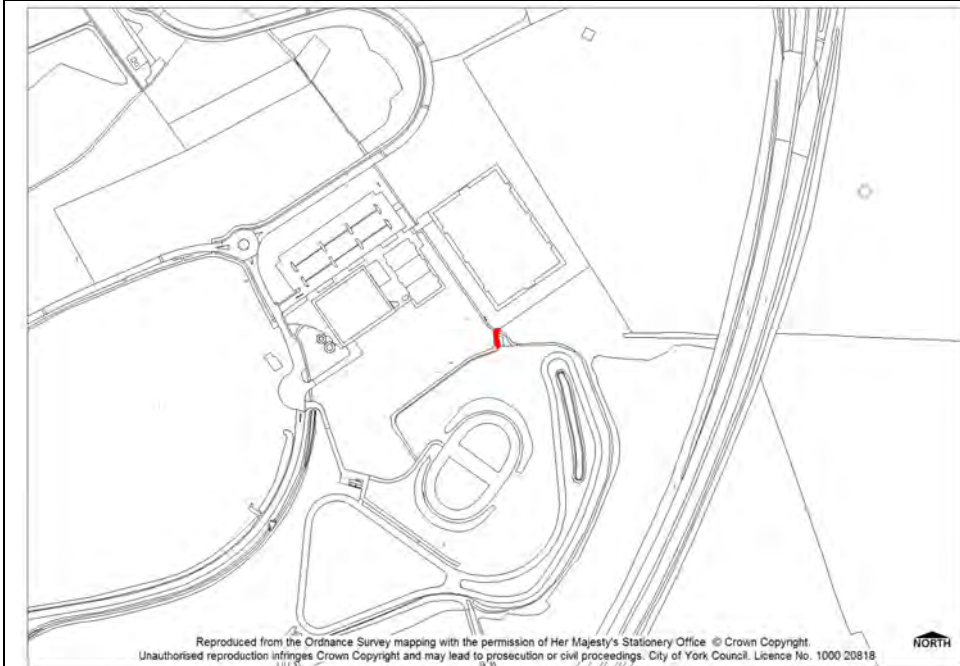 Reproduced from the Ordnance Survey mapping with the permission of Her Majesty's Stationery Office © Crown Copyright.
Unauthorised reproduction infringes Crown Copyright and may lead to prosecution or civil proceedings. City of York Council. Licence No. 1000 20818
NORTH